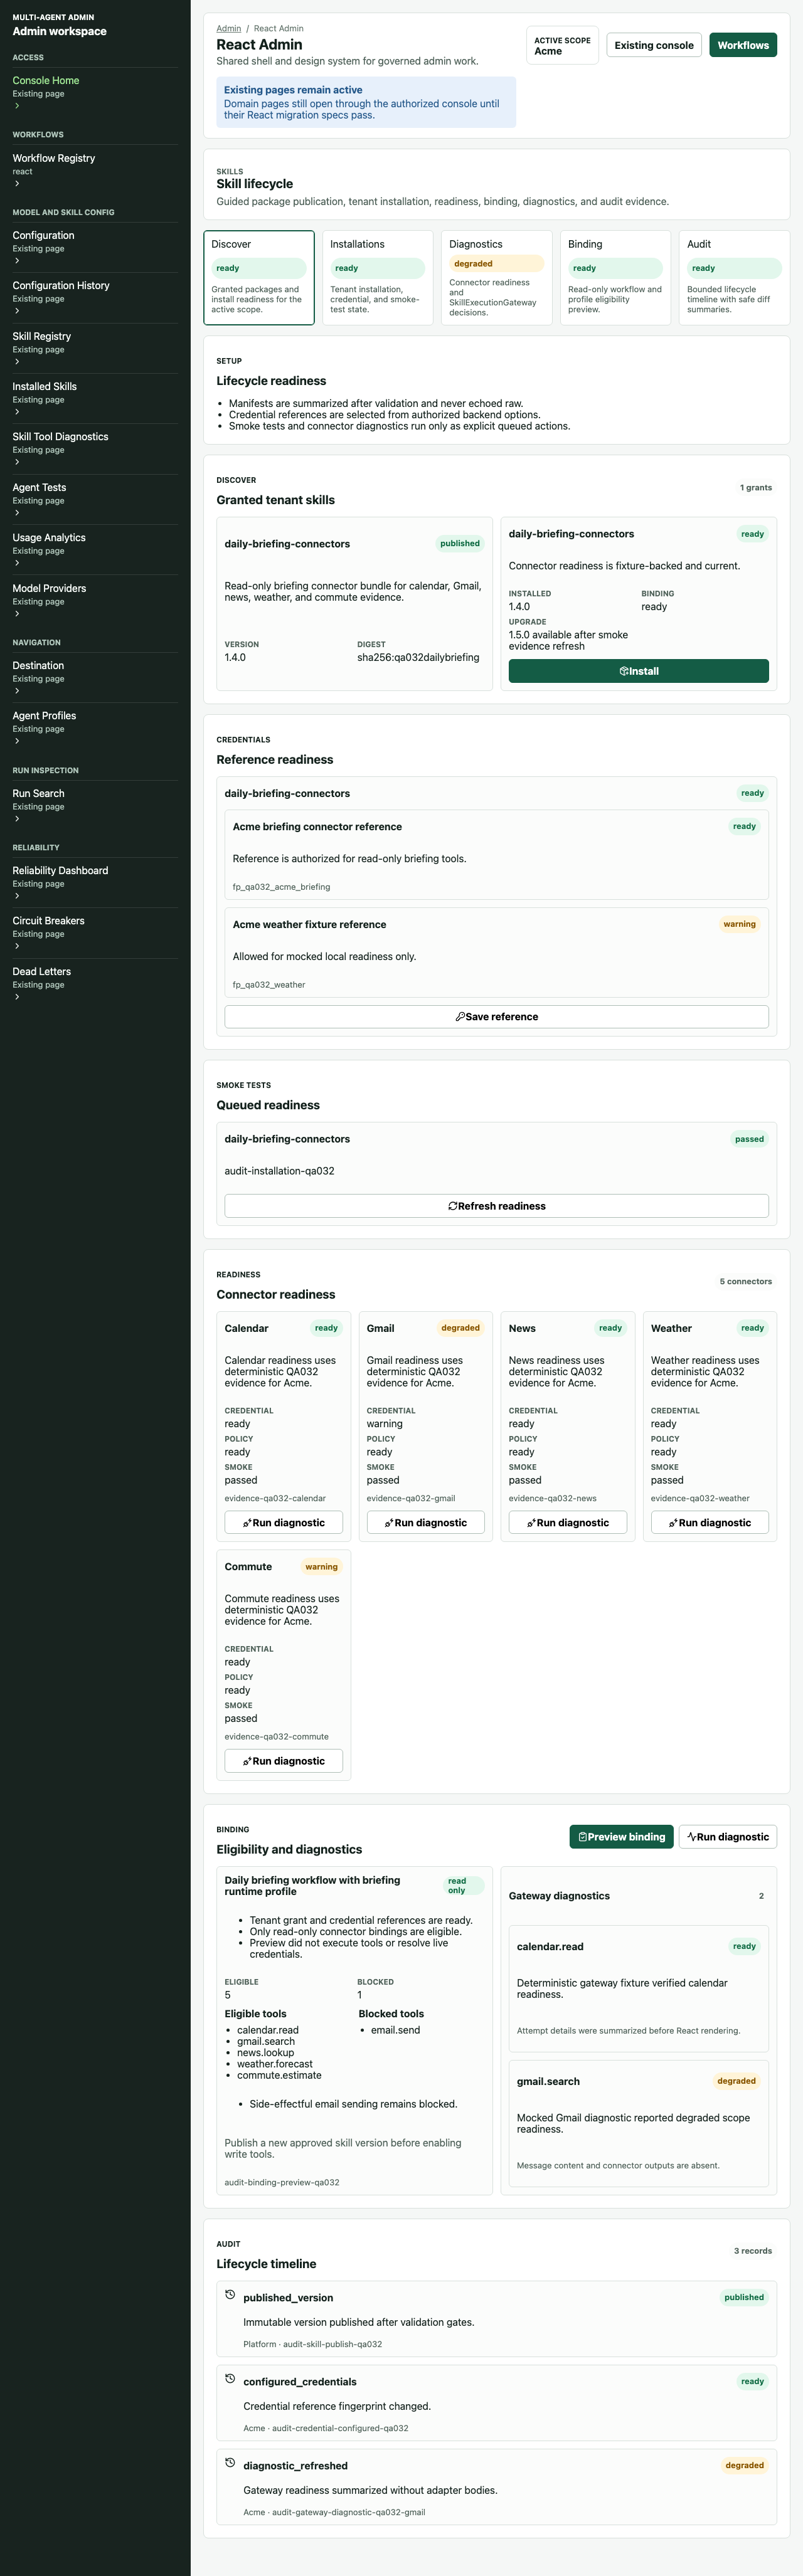 MULTI-AGENT ADMIN
Admin workspace
ACCESS
Console Home
Existing page
WORKFLOWS
Workflow Registry
react
MODEL AND SKILL CONFIG
Configuration
Existing page
Configuration History
Existing page
Skill Registry
Existing page
Installed Skills
Existing page
Skill Tool Diagnostics
Existing page
Agent Tests
Existing page
Usage Analytics
Existing page
Model Providers
Existing page
NAVIGATION
Destination
Existing page
Agent Profiles
Existing page
RUN INSPECTION
Run Search
Existing page
RELIABILITY
Reliability Dashboard
Existing page
Circuit Breakers
Existing page
Dead Letters
Existing page
Admin / React Admin
React Admin
Shared shell and design system for governed admin work.
ACTIVE SCOPE
Acme
Existing console
Workflows
Existing pages remain active
Domain pages still open through the authorized console until
their React migration specs pass.
SKILLS
Skill lifecycle
Guided package publication, tenant installation, readiness, binding, diagnostics, and audit evidence.
Discover
ready
Granted packages and
install readiness for the
active scope.
Installations
ready
Tenant installation,
credential, and smoke-
test state.
Diagnostics
degraded
Connector readiness
and
SkillExecutionGateway
decisions.
Binding
ready
Read-only workflow and
profile eligibility
preview.
Audit
ready
Bounded lifecycle
timeline with safe diff
summaries.
SETUP
Lifecycle readiness
• Manifests are summarized after validation and never echoed raw.
• Credential references are selected from authorized backend options.
• Smoke tests and connector diagnostics run only as explicit queued actions.
DISCOVER
Granted tenant skills
1 grants
daily-briefing-connectors
published
Read-only briefing connector bundle for calendar, Gmail,
news, weather, and commute evidence.
VERSION
1.4.0
DIGEST
sha256:qa032dailybriefing
daily-briefing-connectors
ready
Connector readiness is fixture-backed and current.
INSTALLED
1.4.0
BINDING
ready
UPGRADE
1.5.0 available after smoke
evidence refresh
Install
CREDENTIALS
Reference readiness
daily-briefing-connectors
ready
Acme briefing connector reference
ready
Reference is authorized for read-only briefing tools.
fp_qa032_acme_briefing
Acme weather fixture reference
warning
Allowed for mocked local readiness only.
fp_qa032_weather
Save reference
SMOKE TESTS
Queued readiness
daily-briefing-connectors
passed
audit-installation-qa032
Refresh readiness
READINESS
Connector readiness
5 connectors
Calendar
ready
Calendar readiness uses
deterministic QA032
evidence for Acme.
CREDENTIAL
ready
POLICY
ready
SMOKE
passed
evidence-qa032-calendar
Run diagnostic
Gmail
degraded
Gmail readiness uses
deterministic QA032
evidence for Acme.
CREDENTIAL
warning
POLICY
ready
SMOKE
passed
evidence-qa032-gmail
Run diagnostic
News
ready
News readiness uses
deterministic QA032
evidence for Acme.
CREDENTIAL
ready
POLICY
ready
SMOKE
passed
evidence-qa032-news
Run diagnostic
Weather
ready
Weather readiness uses
deterministic QA032
evidence for Acme.
CREDENTIAL
ready
POLICY
ready
SMOKE
passed
evidence-qa032-weather
Run diagnostic
Commute
warning
Commute readiness uses
deterministic QA032
evidence for Acme.
CREDENTIAL
ready
POLICY
ready
SMOKE
passed
evidence-qa032-commute
Run diagnostic
BINDING
Eligibility and diagnostics
Preview binding
Run diagnostic
Daily briefing workflow with briefing
runtime profile
read
only
• Tenant grant and credential references are ready.
• Only read-only connector bindings are eligible.
• Preview did not execute tools or resolve live
credentials.
ELIGIBLE
5
BLOCKED
1
Eligible tools
• calendar.read
• gmail.search
• news.lookup
• weather.forecast
• commute.estimate
Blocked tools
• email.send
• Side-effectful email sending remains blocked.
Publish a new approved skill version before enabling
write tools.
audit-binding-preview-qa032
Gateway diagnostics
2
calendar.read
ready
Deterministic gateway fixture verified calendar
readiness.
Attempt details were summarized before React rendering.
gmail.search
degraded
Mocked Gmail diagnostic reported degraded scope
readiness.
Message content and connector outputs are absent.
AUDIT
Lifecycle timeline
3 records
published_version
published
Immutable version published after validation gates.
Platform · audit-skill-publish-qa032
configured_credentials
ready
Credential reference fingerprint changed.
Acme · audit-credential-configured-qa032
diagnostic_refreshed
degraded
Gateway readiness summarized without adapter bodies.
Acme · audit-gateway-diagnostic-qa032-gmail